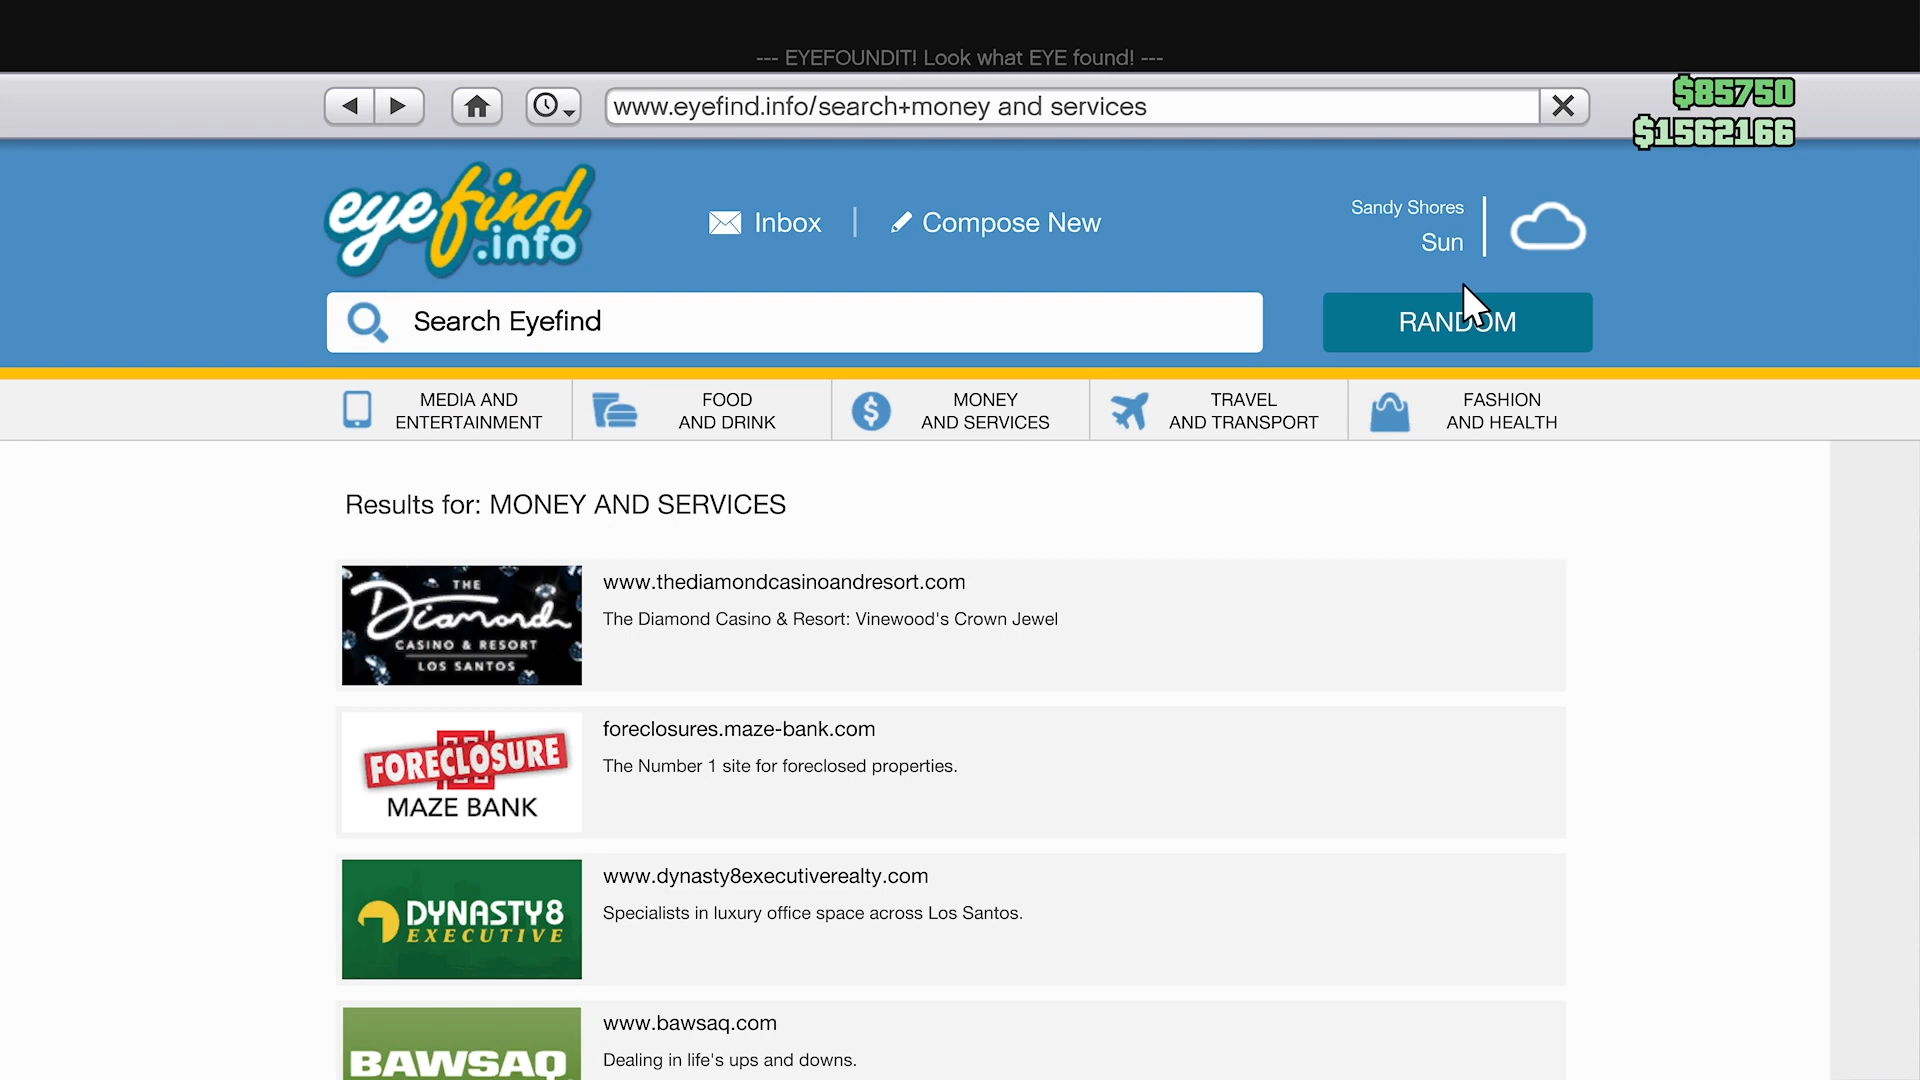 --- EYEFOUNDIT! Look what EYE found! ---
www.eyefind.info/search+money and services
$85750
$1562166
eyefind
.info
Inbox
Compose New
Sandy Shores
Sun
Search Eyefind
RANDOM
MEDIA AND
ENTERTAINMENT
FOOD
AND DRINK
MONEY
AND SERVICES
TRAVEL
AND TRANSPORT
FASHION
AND HEALTH
Results for: MONEY AND SERVICES
THE
Diamond
CASINO & RESORT
LOS SANTOS
www.thediamondcasinoandresort.com
The Diamond Casino & Resort: Vinewood's Crown Jewel
FORECLOSURE
MAZE BANK
foreclosures.maze-bank.com
The Number 1 site for foreclosed properties.
DYNASTY8
EXECUTIVE
www.dynasty8executiverealty.com
Specialists in luxury office space across Los Santos.
BAWSAQ
www.bawsaq.com
Dealing in life's ups and downs.